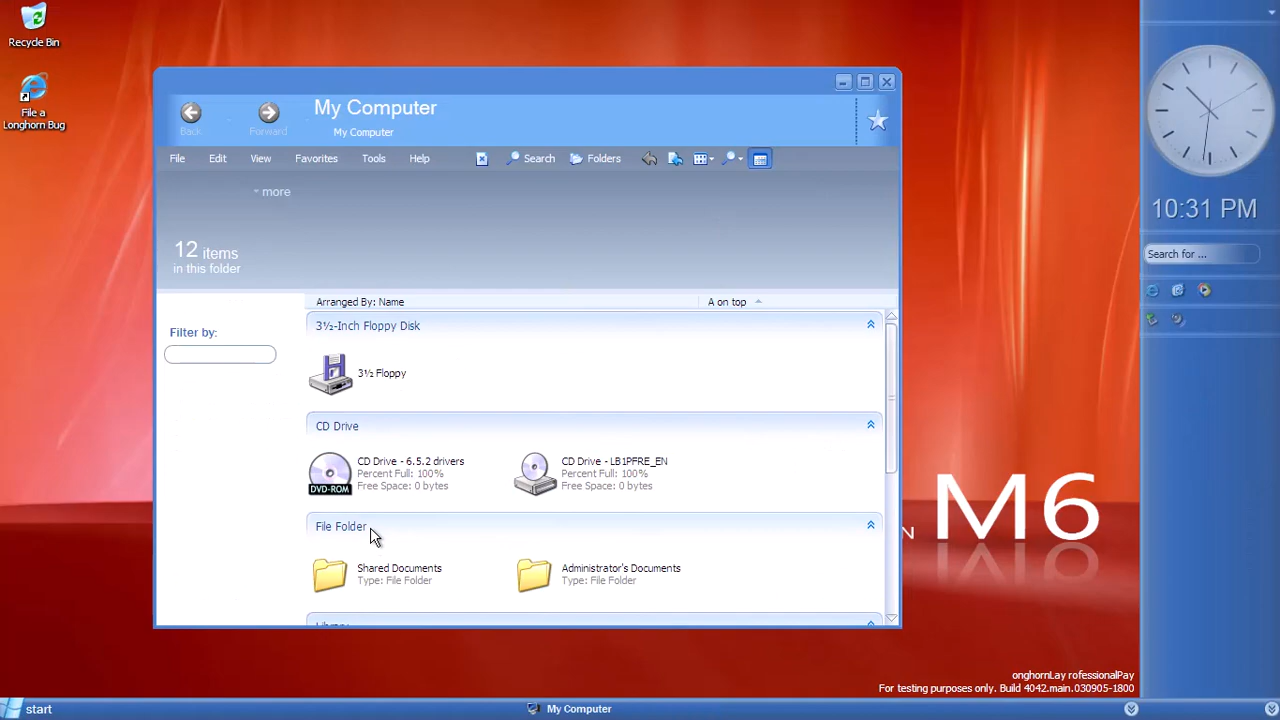 Recycle Bin
File a
Longhorn Bug
Back
Forward
My Computer
My Computer
File Edit View Favorites Tools Help Search Folders
more
12 items
in this folder
Arranged By: Name A on top
Filter by:
3½-Inch Floppy Disk
3½ Floppy
CD Drive
CD Drive - 6.5.2 drivers
Percent Full: 100%
Free Space: 0 bytes
DVD-ROM
CD Drive - LB1PFRE_EN
Percent Full: 100%
Free Space: 0 bytes
File Folder
Shared Documents
Type: File Folder
Administrator's Documents
Type: File Folder
Library
10:31 PM
Search for ...
N M6
onghornLay rofessionalPay
For testing purposes only. Build 4042.main.030905-1800
start
My Computer